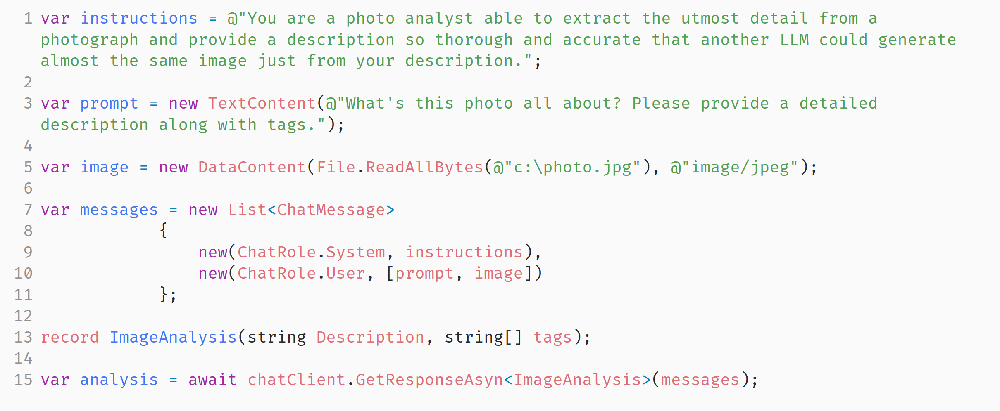 1 var instructions = @"You are a photo analyst able to extract the utmost detail from a
photograph and provide a description so thorough and accurate that another LLM could generate
almost the same image just from your description.";
2
3 var prompt = new TextContent(@"What's this photo all about? Please provide a detailed
description along with tags.");
4
5 var image = new DataContent(File.ReadAllBytes(@"c:\photo.jpg"), @"image/jpeg");
6
7 var messages = new List<ChatMessage>
8             {
9                 new(ChatRole.System, instructions),
10                 new(ChatRole.User, [prompt, image])
11             };
12
13 record ImageAnalysis(string Description, string[] tags);
14
15 var analysis = await chatClient.GetResponseAsyn<ImageAnalysis>(messages);